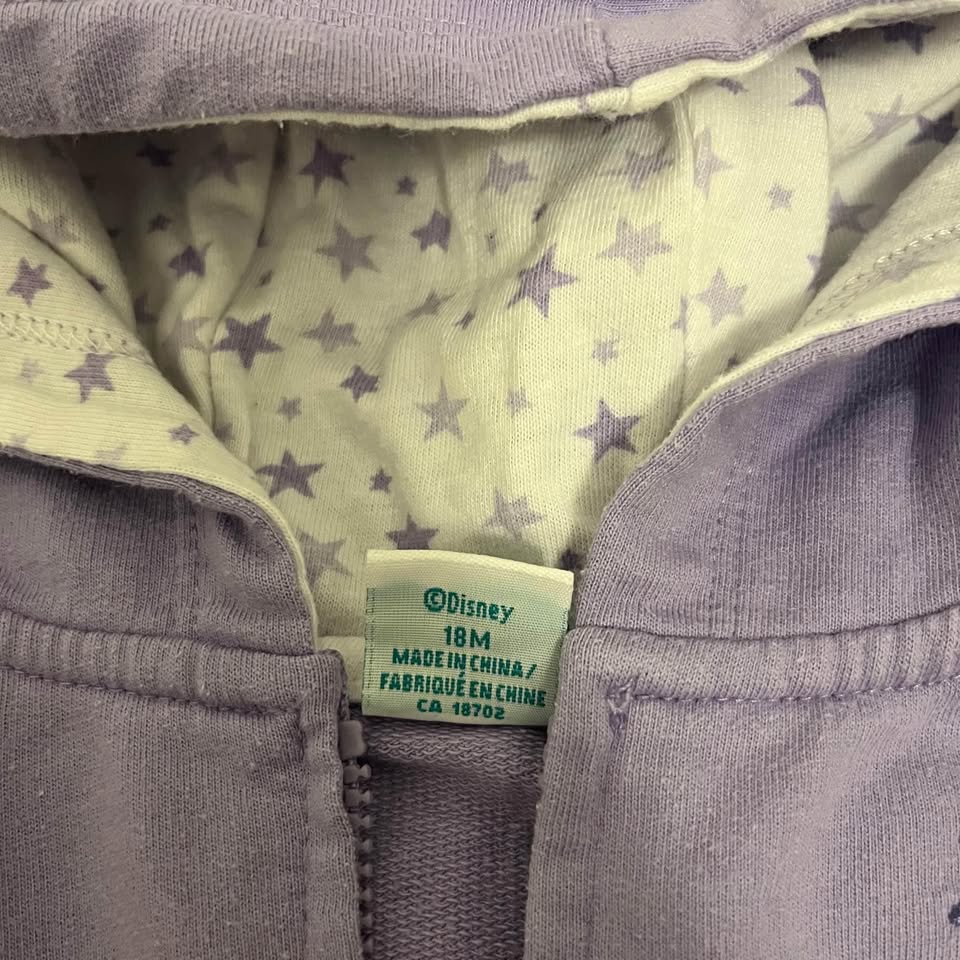 ©Disney
18M
MADE IN CHINA/
FABRIQUÉ EN CHINE
CA 18702